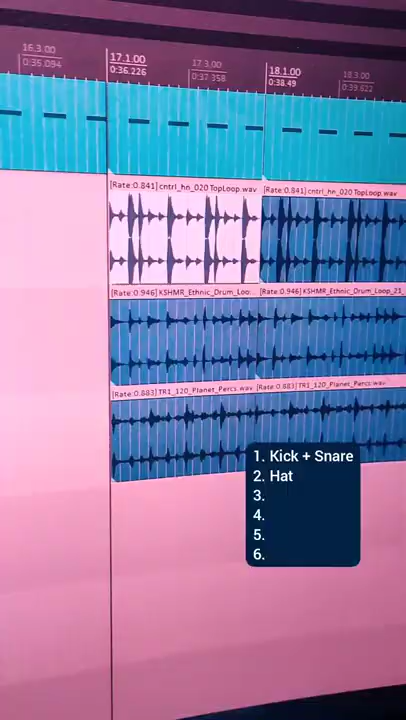 16.3.00
0:35.094
17.1.00
0:36.226
17.3.00
0:37.358
18.1.00
0:38.49
18.3.00
0:39.622
[Rate:0.841] cntrl_hn_020 TopLoop.wav
[Rate:0.841] cntrl_hn_020 TopLoop.wav
[Rate:0.946] KSHMR_Ethnic_Drum_Loo
[Rate:0.946] KSHMR_Ethnic_Drum_Loop_21_
[Rate:0.883] TR1_120_Planet_Percs.wav
[Rate:0.883] TR1_120_Planet_Percs.wav
1. Kick + Snare
2. Hat
3.
4.
5.
6.